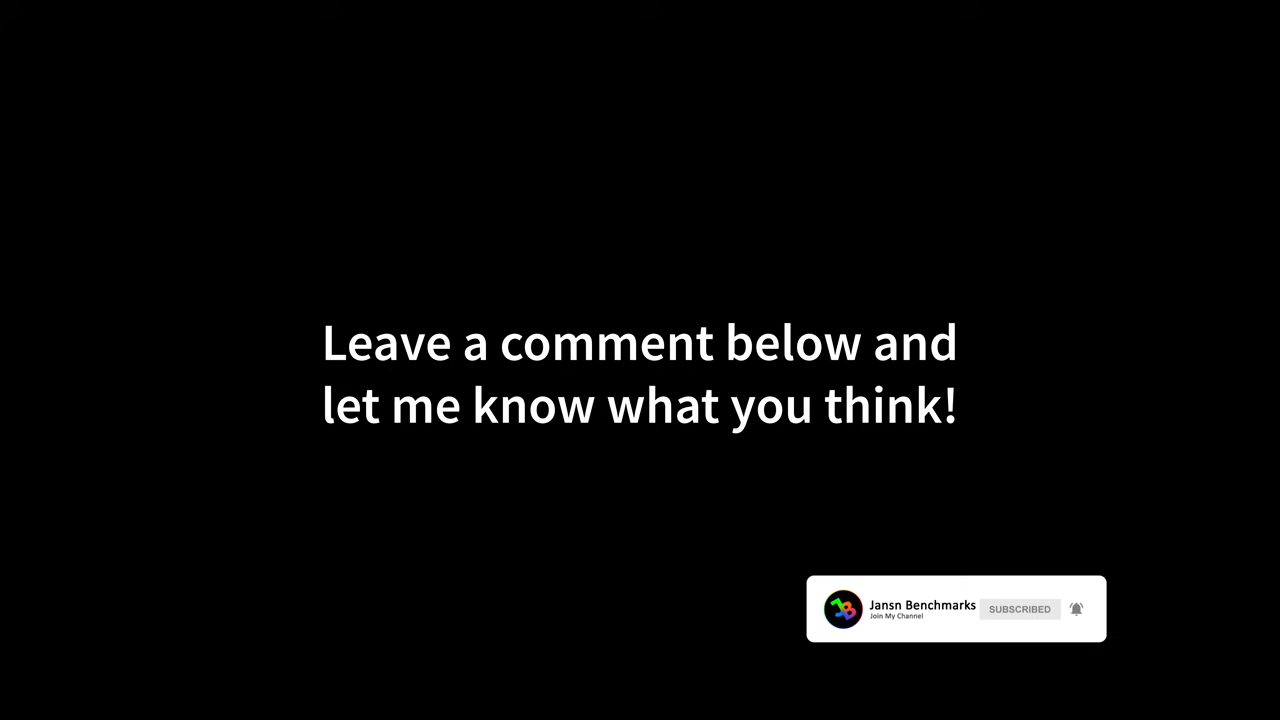 Leave a comment below and
let me know what you think!
Jansn Benchmarks
Join My Channel
SUBSCRIBED